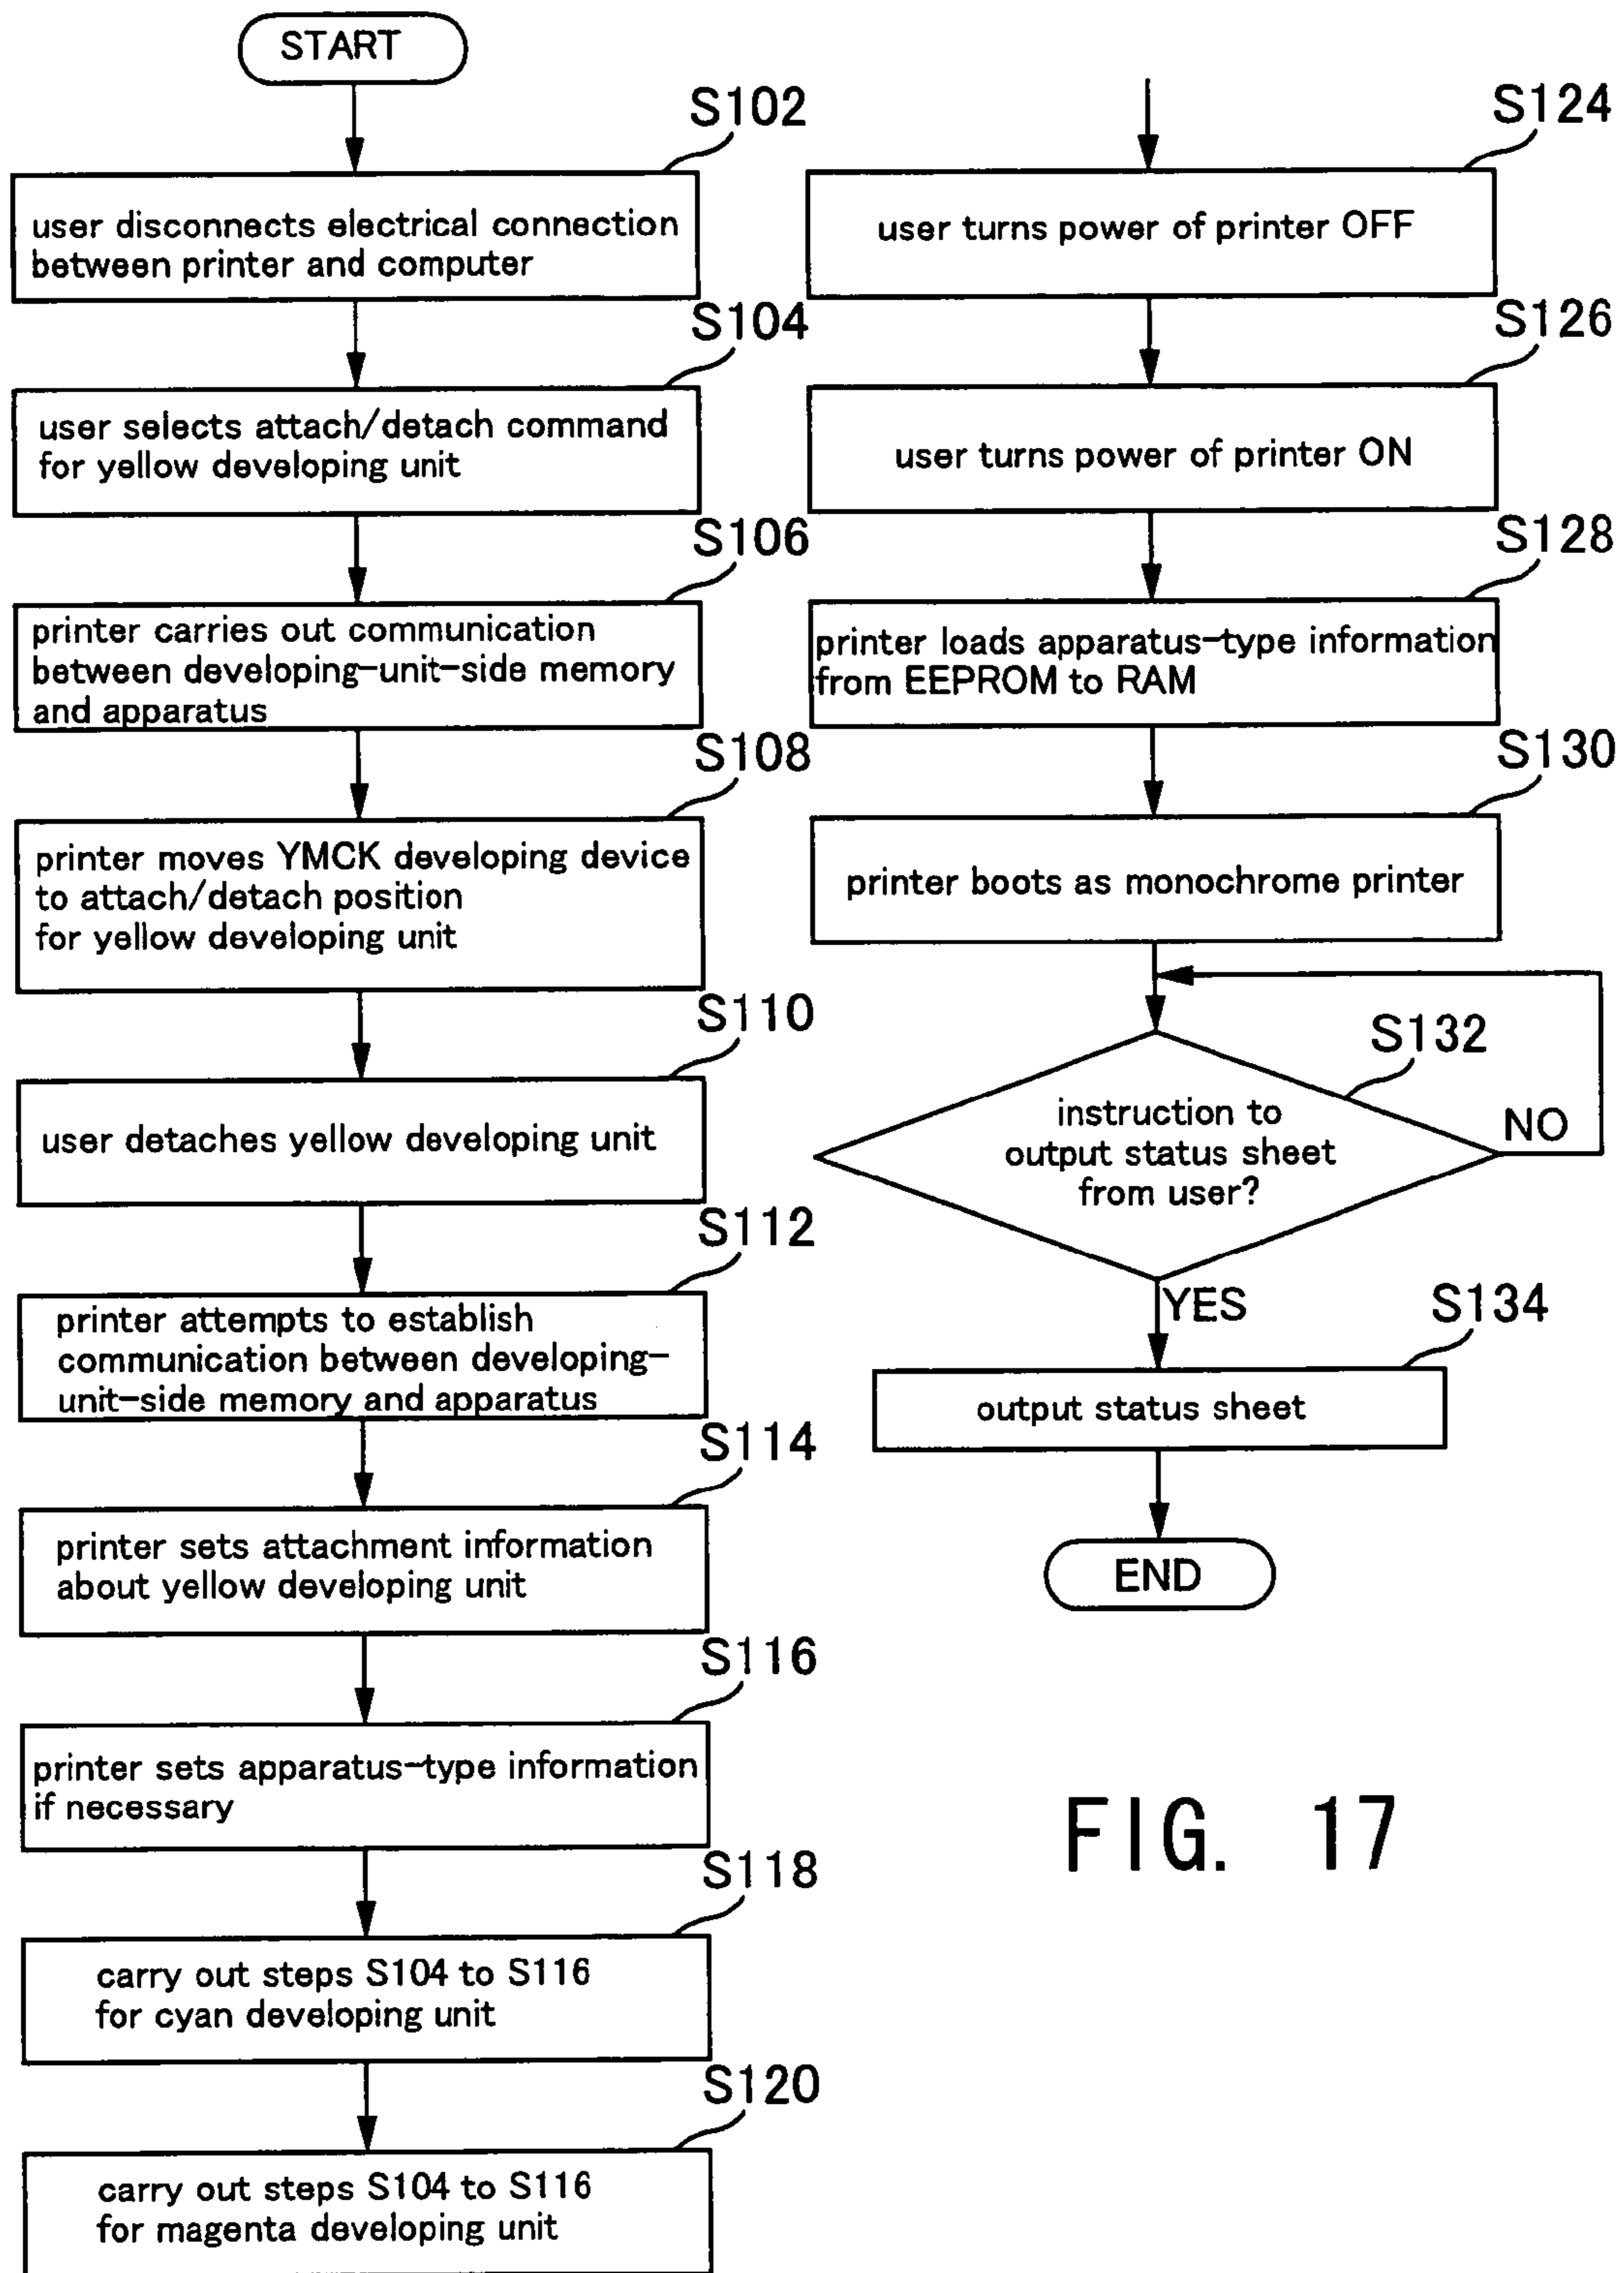 START
S102
user disconnects electrical connection
between printer and computer
S104
user selects attach/detach command
for yellow developing unit
S106
printer carries out communication
between developing-unit-side memory
and apparatus
S108
printer moves YMCK developing device
to attach/detach position
for yellow developing unit
S110
user detaches yellow developing unit
S112
printer attempts to establish
communication between developing-
unit-side memory and apparatus
S114
printer sets attachment information
about yellow developing unit
S116
printer sets apparatus-type information
if necessary
S118
carry out steps S104 to S116
for cyan developing unit
S120
carry out steps S104 to S116
for magenta developing unit
S124
user turns power of printer OFF
S126
user turns power of printer ON
S128
printer loads apparatus-type information
from EEPROM to RAM
S130
printer boots as monochrome printer
S132
instruction to
output status sheet
from user?
NO
YES
S134
output status sheet
END
FIG. 17